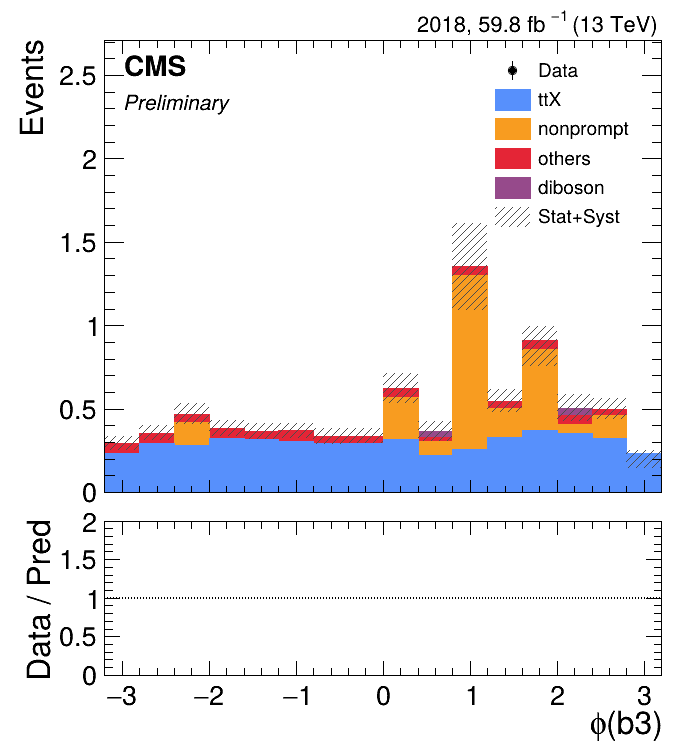 2018, 59.8 fb⁻¹ (13 TeV)
CMS
Preliminary
Data
ttX
nonprompt
others
diboson
Stat+Syst
Events
2.5
2
1.5
1
0.5
0
Data / Pred
2
1.5
1
0.5
0
−3 −2 −1 0 1 2 3
ϕ(b3)